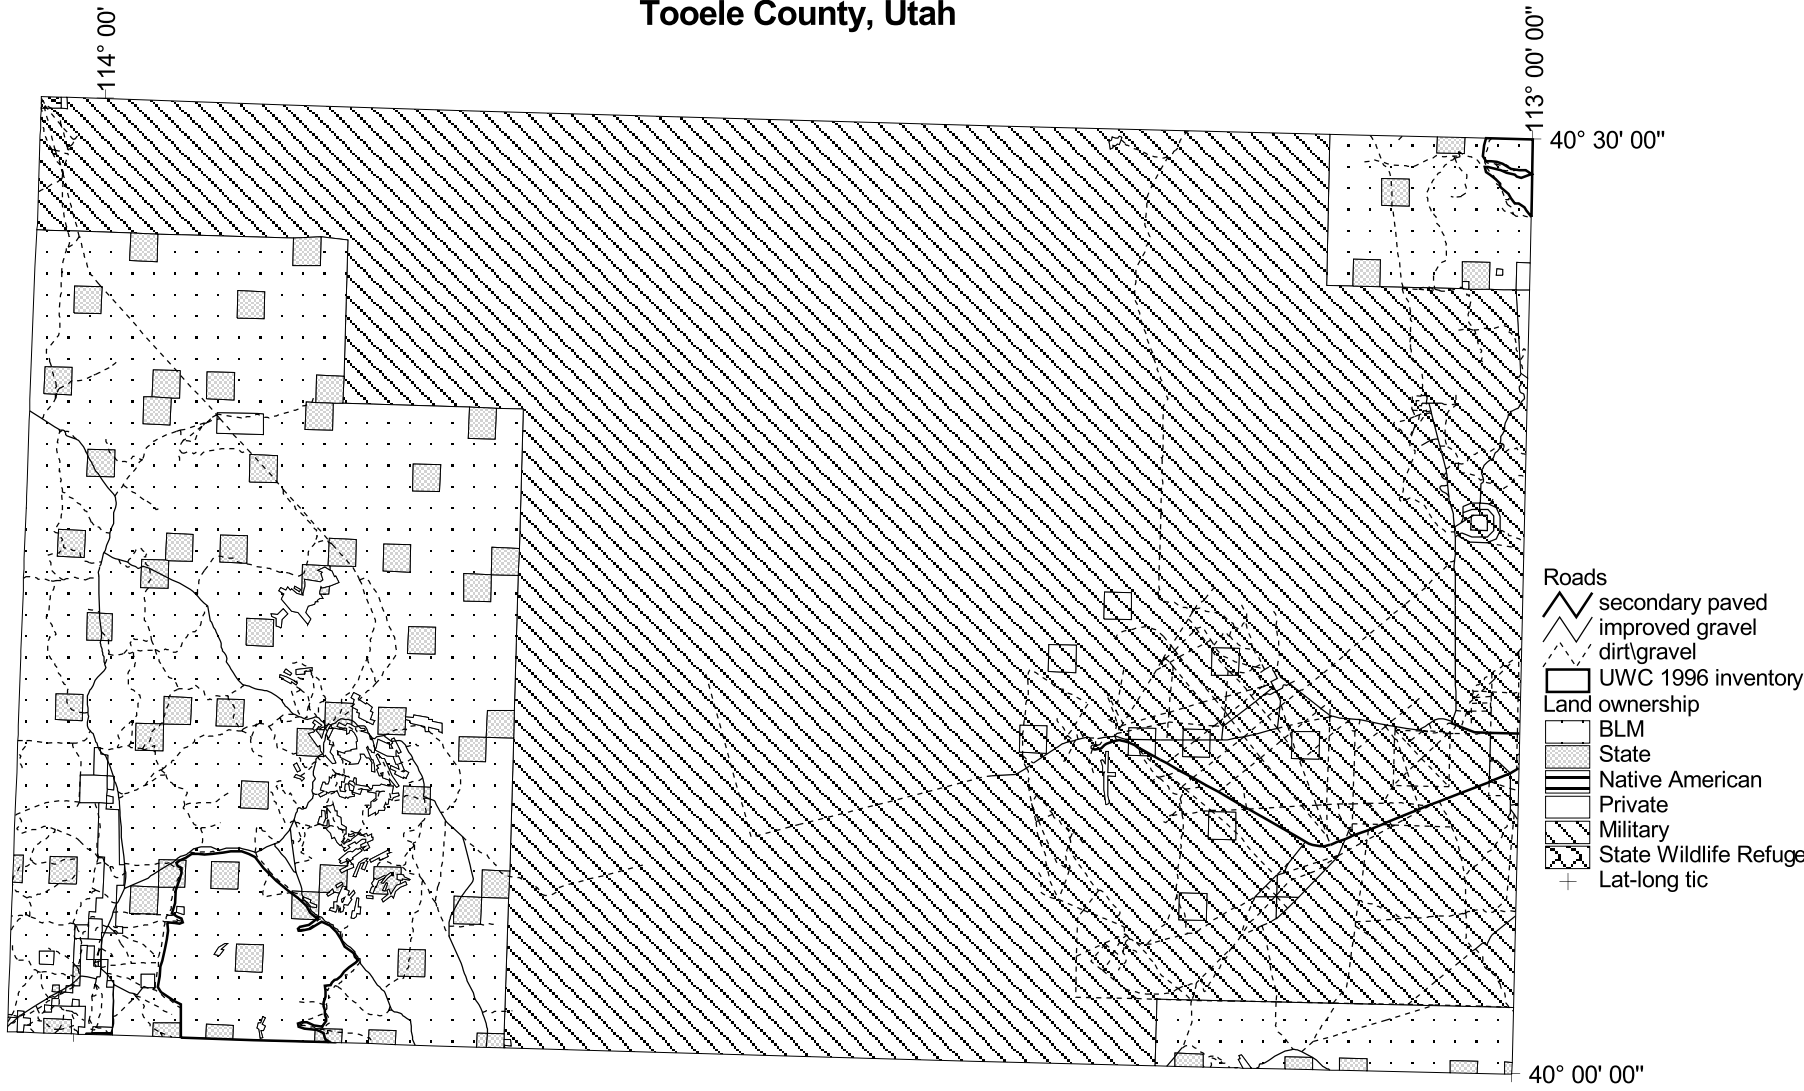 Tooele County, Utah
114° 00'
113° 00' 00"
40° 30' 00"
Roads
secondary paved
improved gravel
dirt\gravel
UWC 1996 inventory
Land ownership
BLM
State
Native American
Private
Military
State Wildlife Refuge
Lat-long tic
40° 00' 00"